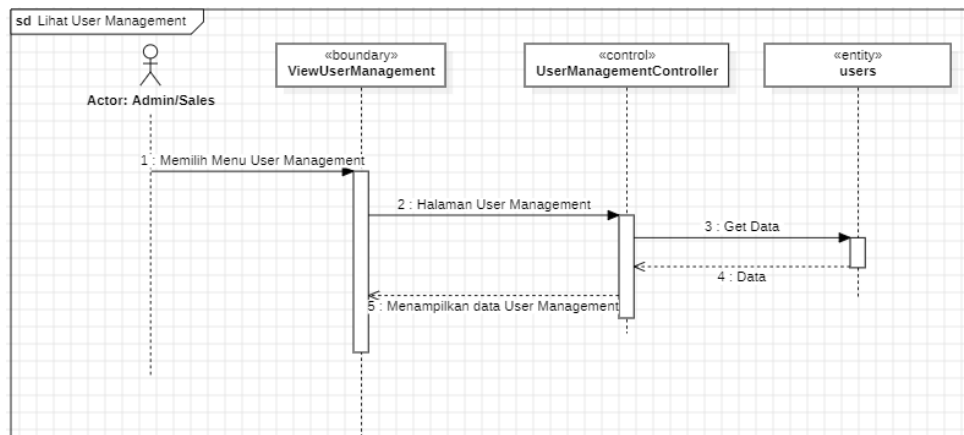 sd Lihat User Management
«boundary»
ViewUserManagement
«control»
UserManagementController
«entity»
users
Actor: Admin/Sales
1 : Memilih Menu User Management
2 : Halaman User Management
3 : Get Data
4 : Data
5 : Menampilkan data User Management